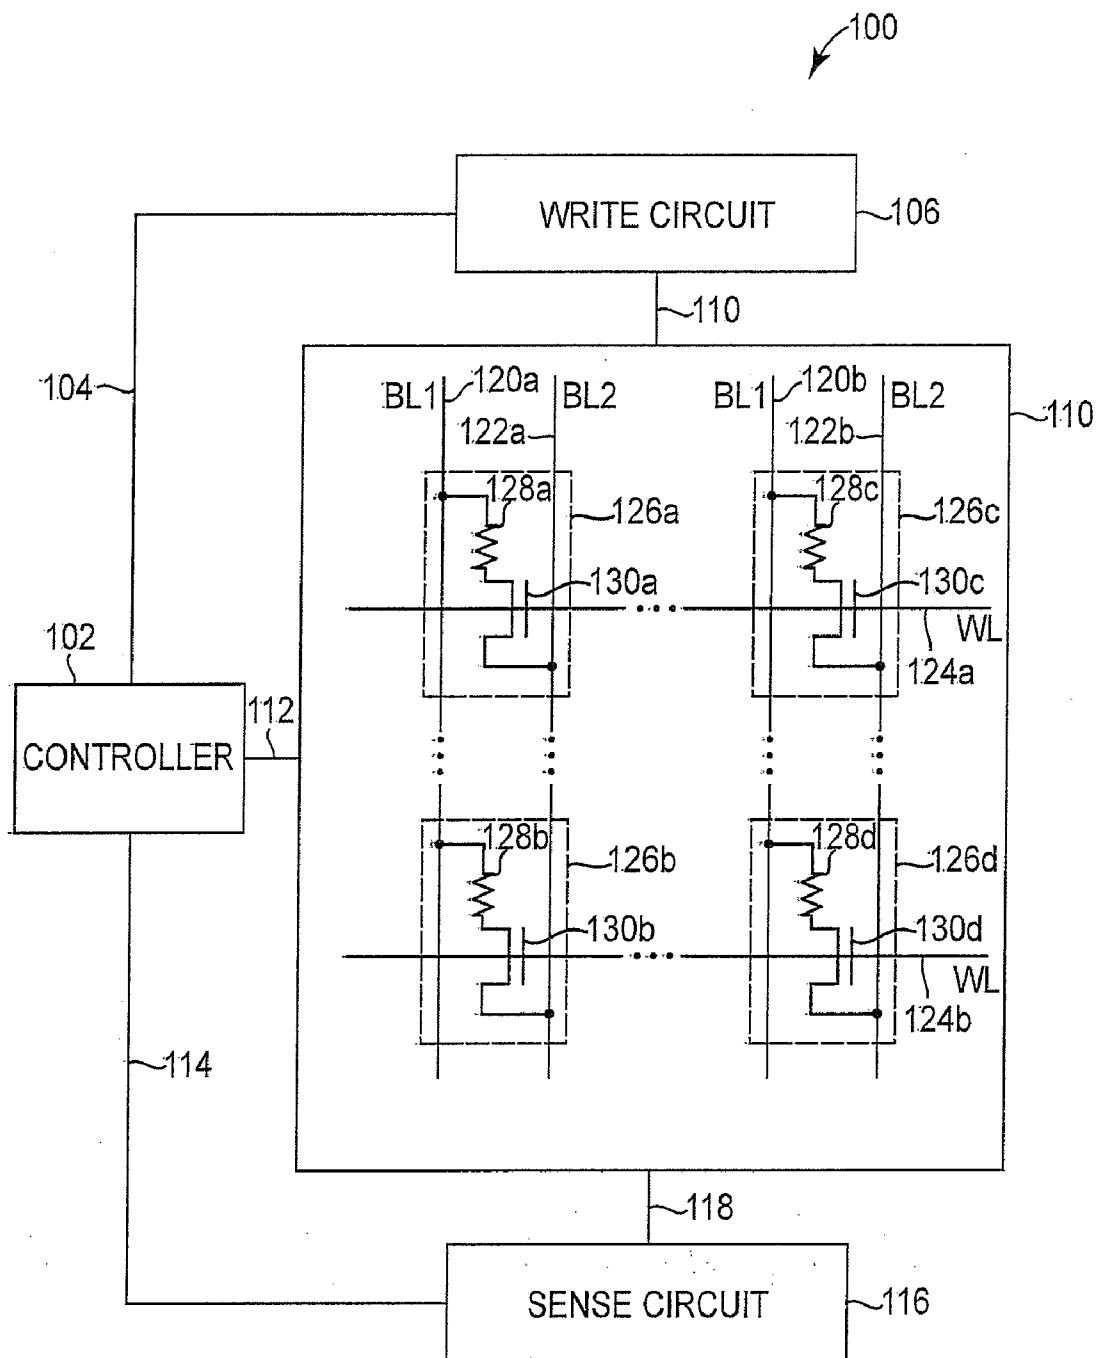 100
WRITE CIRCUIT
106
110
104
BL1
120a
BL2
BL1
120b
BL2
110
122a
122b
128a
126a
128c
126c
130a
130c
WL
124a
102
112
CONTROLLER
128b
126b
128d
126d
130b
130d
WL
124b
114
118
SENSE CIRCUIT
116